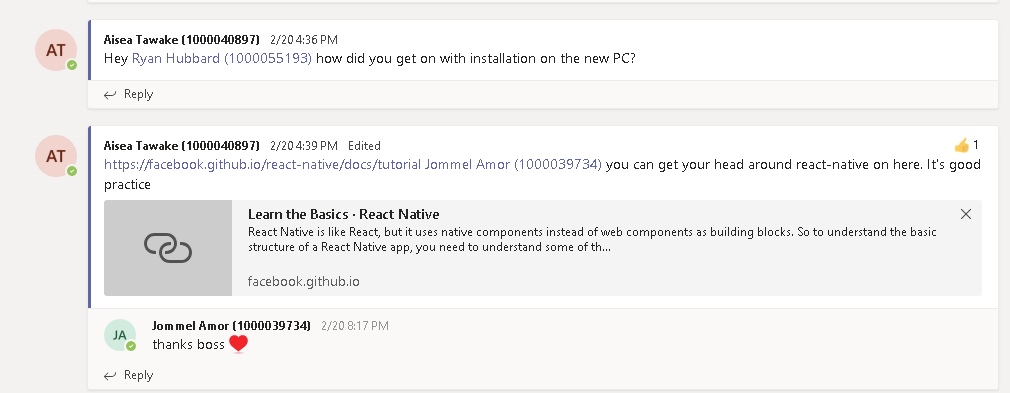 AT
Aisea Tawake (1000040897) 2/20 4:36 PM
Hey Ryan Hubbard (1000055193) how did you get on with installation on the new PC?
Reply
AT
Aisea Tawake (1000040897) 2/20 4:39 PM Edited
1
https://facebook.github.io/react-native/docs/tutorial Jommel Amor (1000039734) you can get your head around react-native on here. It's good
practice
Learn the Basics · React Native
React Native is like React, but it uses native components instead of web components as building blocks. So to understand the basic
structure of a React Native app, you need to understand some of th...
facebook.github.io
JA
Jommel Amor (1000039734) 2/20 8:17 PM
thanks boss
Reply